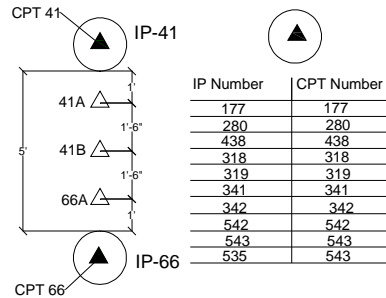 CPT 41
IP-41
1'
41A
1'-6"
5'
41B
1'-6"
66A
1'
IP-66
CPT 66
IP Number CPT Number
177 177
280 280
438 438
318 318
319 319
341 341
342 342
542 542
543 543
535 543